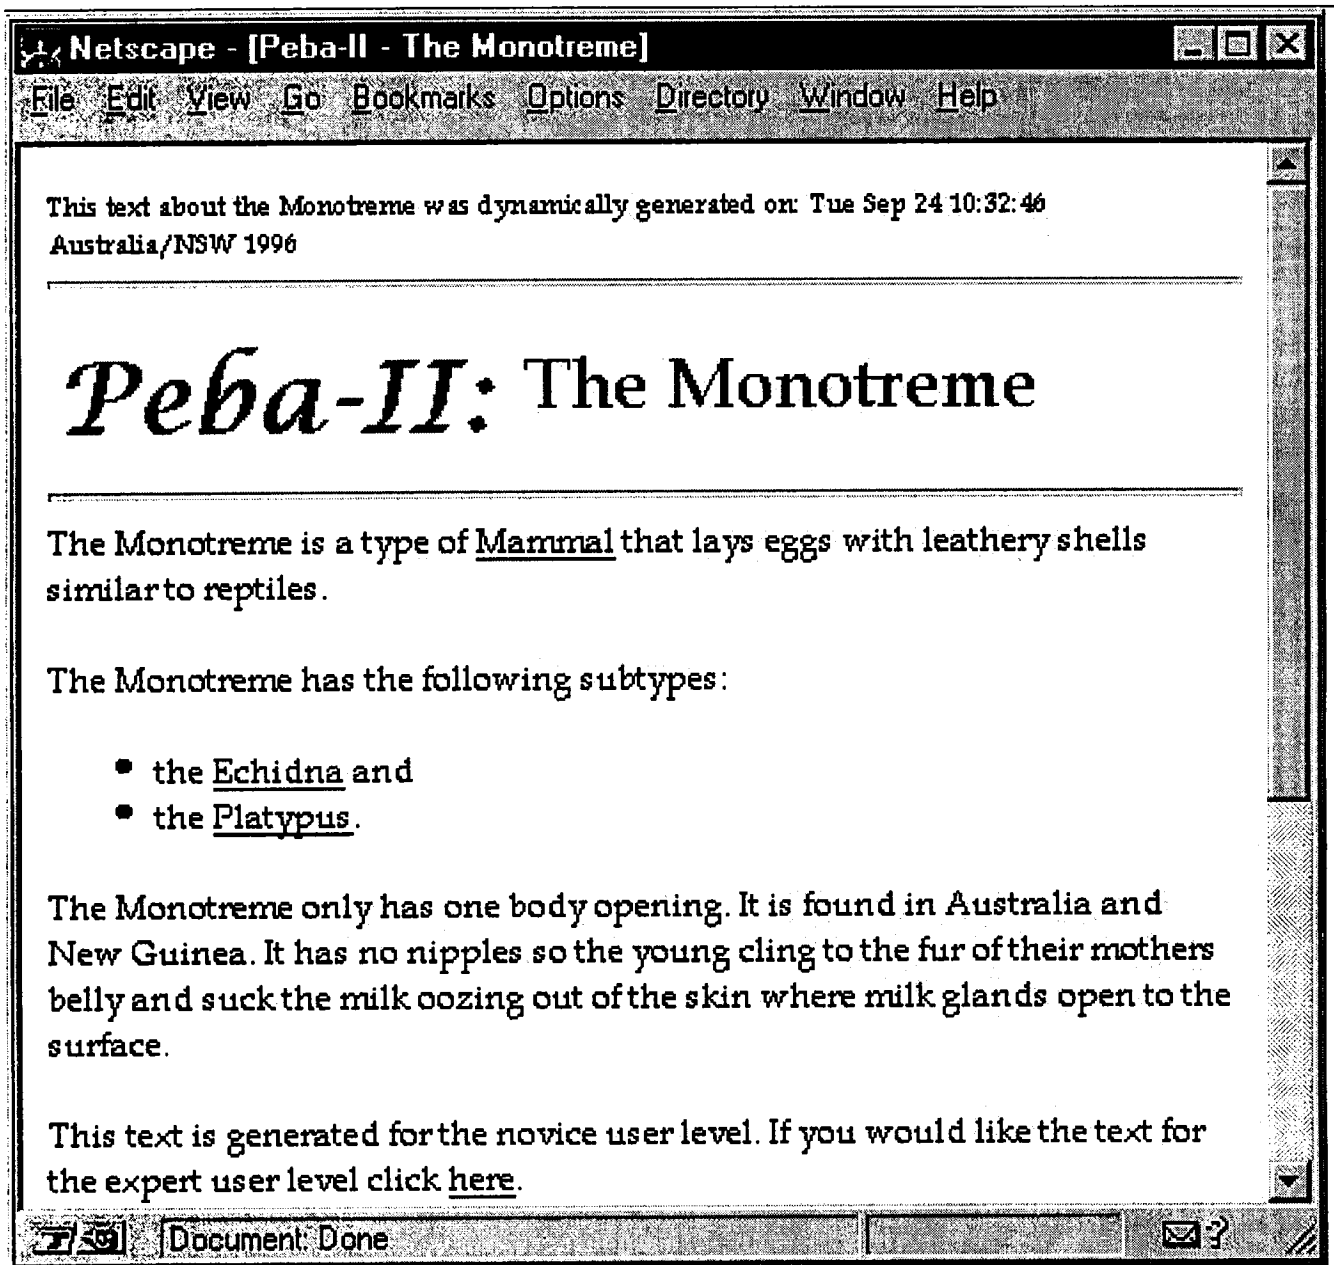 Netscape - [Peba-II - The Monotreme]
File Edit View Go Bookmarks Options Directory Window Help
This text about the Monotreme was dynamically generated on: Tue Sep 24 10:32:46
Australia/NSW 1996
Peba-II: The Monotreme
The Monotreme is a type of Mammal that lays eggs with leathery shells
similar to reptiles.
The Monotreme has the following subtypes:
• the Echidna and
• the Platypus.
The Monotreme only has one body opening. It is found in Australia and
New Guinea. It has no nipples so the young cling to the fur of their mothers
belly and suck the milk oozing out of the skin where milk glands open to the
surface.
This text is generated for the novice user level. If you would like the text for
the expert user level click here.
Document: Done